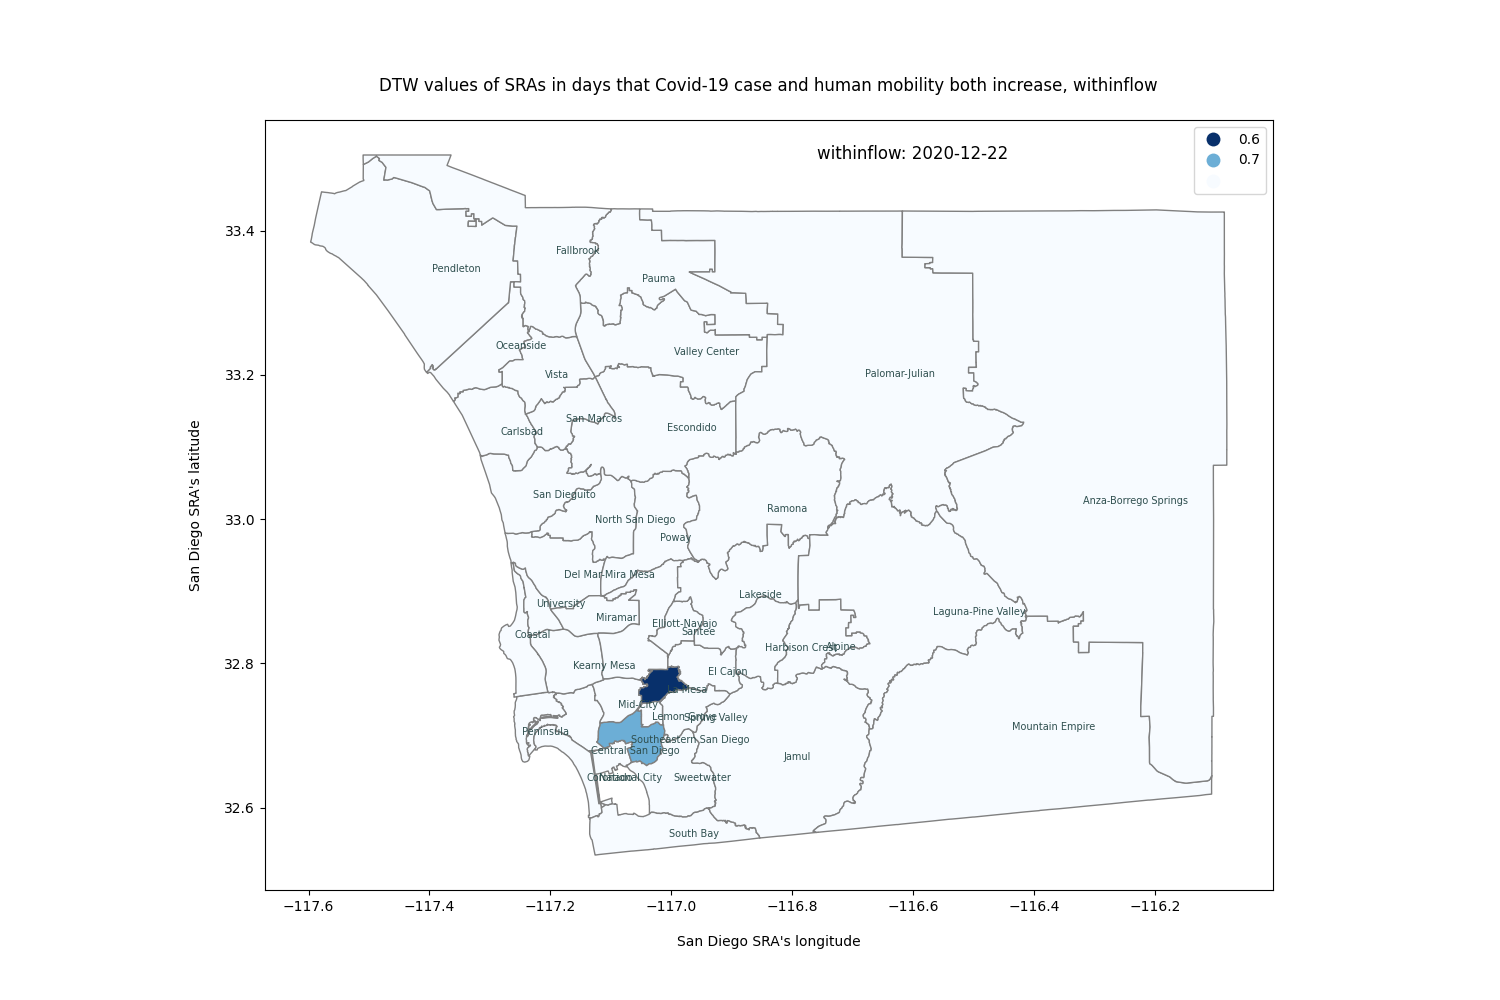 DTW values of SRAs in days that Covid-19 case and human mobility both increase, withinflow
withinflow: 2020-12-22
0.6
0.7
San Diego SRA's latitude
33.4
33.2
33.0
32.8
32.6
Fallbrook
Pendleton
Pauma
Oceanside
Valley Center
Vista
Palomar-Julian
San Marcos
Carlsbad
Escondido
San Dieguito
Anza-Borrego Springs
Ramona
North San Diego
Poway
Del Mar-Mira Mesa
Lakeside
University
Miramar
Laguna-Pine Valley
Elliott-Navajo
Santee
Coastal
Harbison Crest
Alpine
Kearny Mesa
El Cajon
Mesa
Mid-City
Lemon Grove
Spring Valley
Mountain Empire
Peninsula
Southeastern San Diego
Central San Diego
Jamul
Coronado
National City
Sweetwater
South Bay
−117.6
−117.4
−117.2
−117.0
−116.8
−116.6
−116.4
−116.2
San Diego SRA's longitude